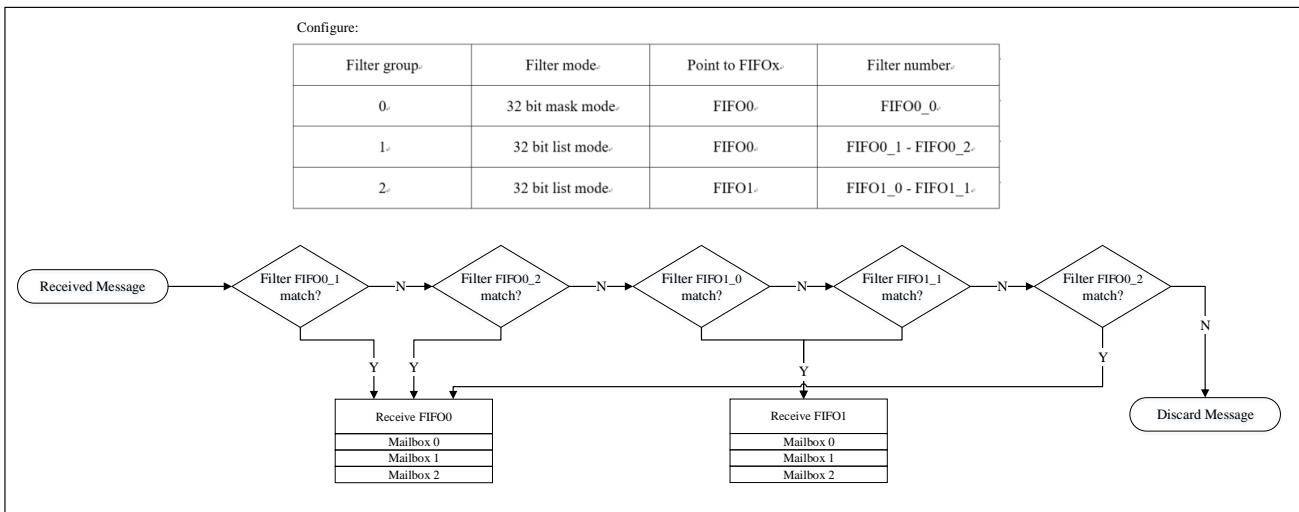 Configure:
Filter group Filter mode Point to FIFOx Filter number
0 32 bit mask mode FIFO0 FIFO0_0
1 32 bit list mode FIFO0 FIFO0_1 - FIFO0_2
2 32 bit list mode FIFO1 FIFO1_0 - FIFO1_1
Received Message
Filter FIFO0_1
match?
N
Filter FIFO0_2
match?
N
Filter FIFO1_0
match?
N
Filter FIFO1_1
match?
N
Filter FIFO0_2
match?
N
Y
Y
Y
Y
Receive FIFO0
Mailbox 0
Mailbox 1
Mailbox 2
Receive FIFO1
Mailbox 0
Mailbox 1
Mailbox 2
Discard Message